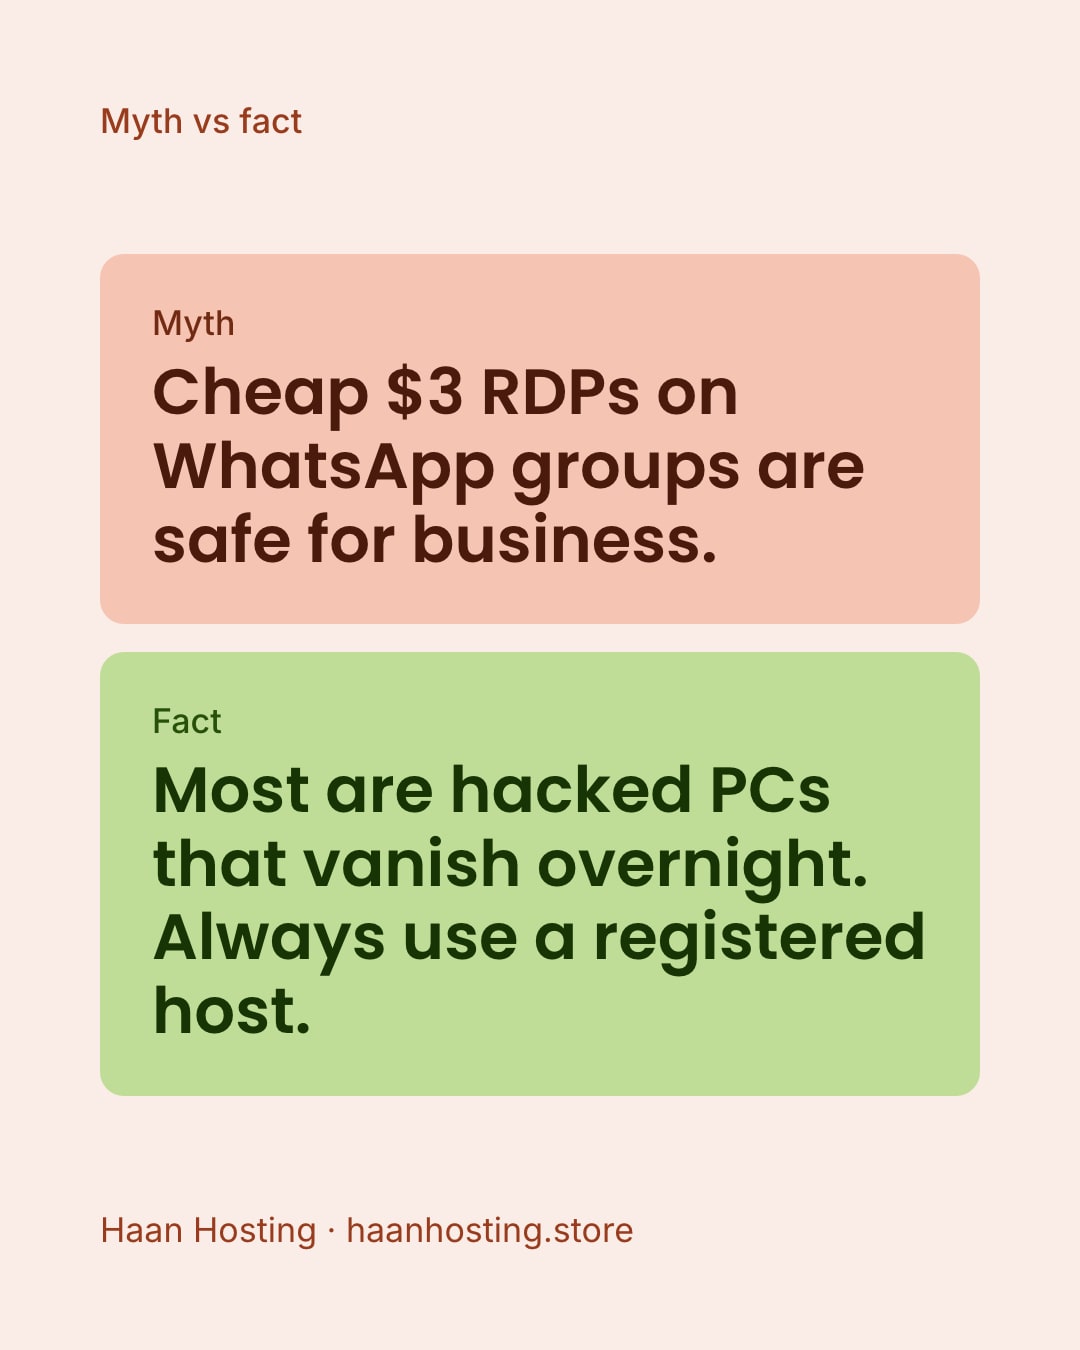 Myth vs fact
Myth
Cheap $3 RDPs on
WhatsApp groups are
safe for business.
Fact
Most are hacked PCs
that vanish overnight.
Always use a registered
host.
Haan Hosting · haanhosting.store